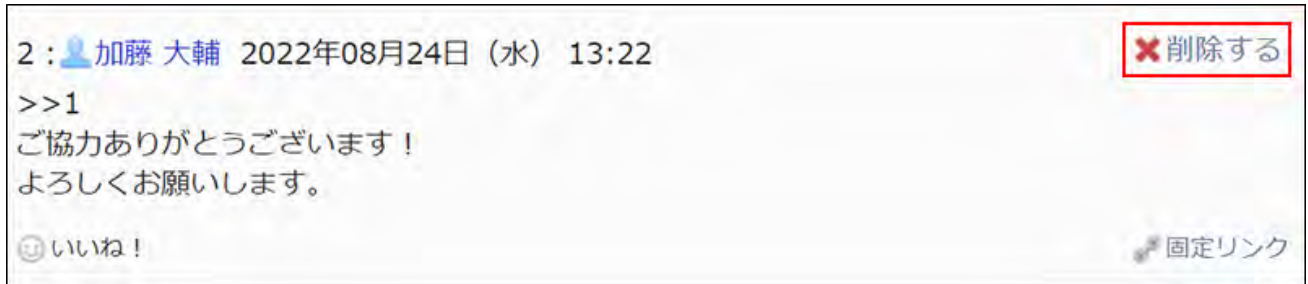 2 : 加藤 大輔 2022年08月24日（水） 13:22
削除する
>>1
ご協力ありがとうございます！
よろしくお願いします。
いいね！
固定リンク